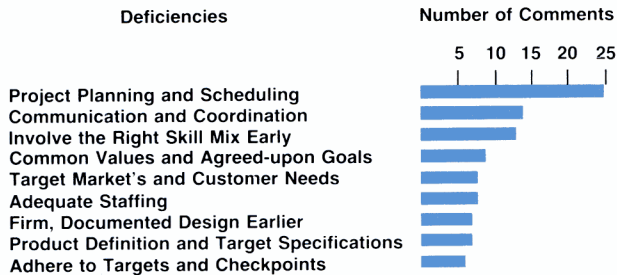 Deficiencies
Number of Comments
5 10 15 20 25
Project Planning and Scheduling
Communication and Coordination
Involve the Right Skill Mix Early
Common Values and Agreed-upon Goals
Target Market's and Customer Needs
Adequate Staffing
Firm, Documented Design Earlier
Product Definition and Target Specifications
Adhere to Targets and Checkpoints